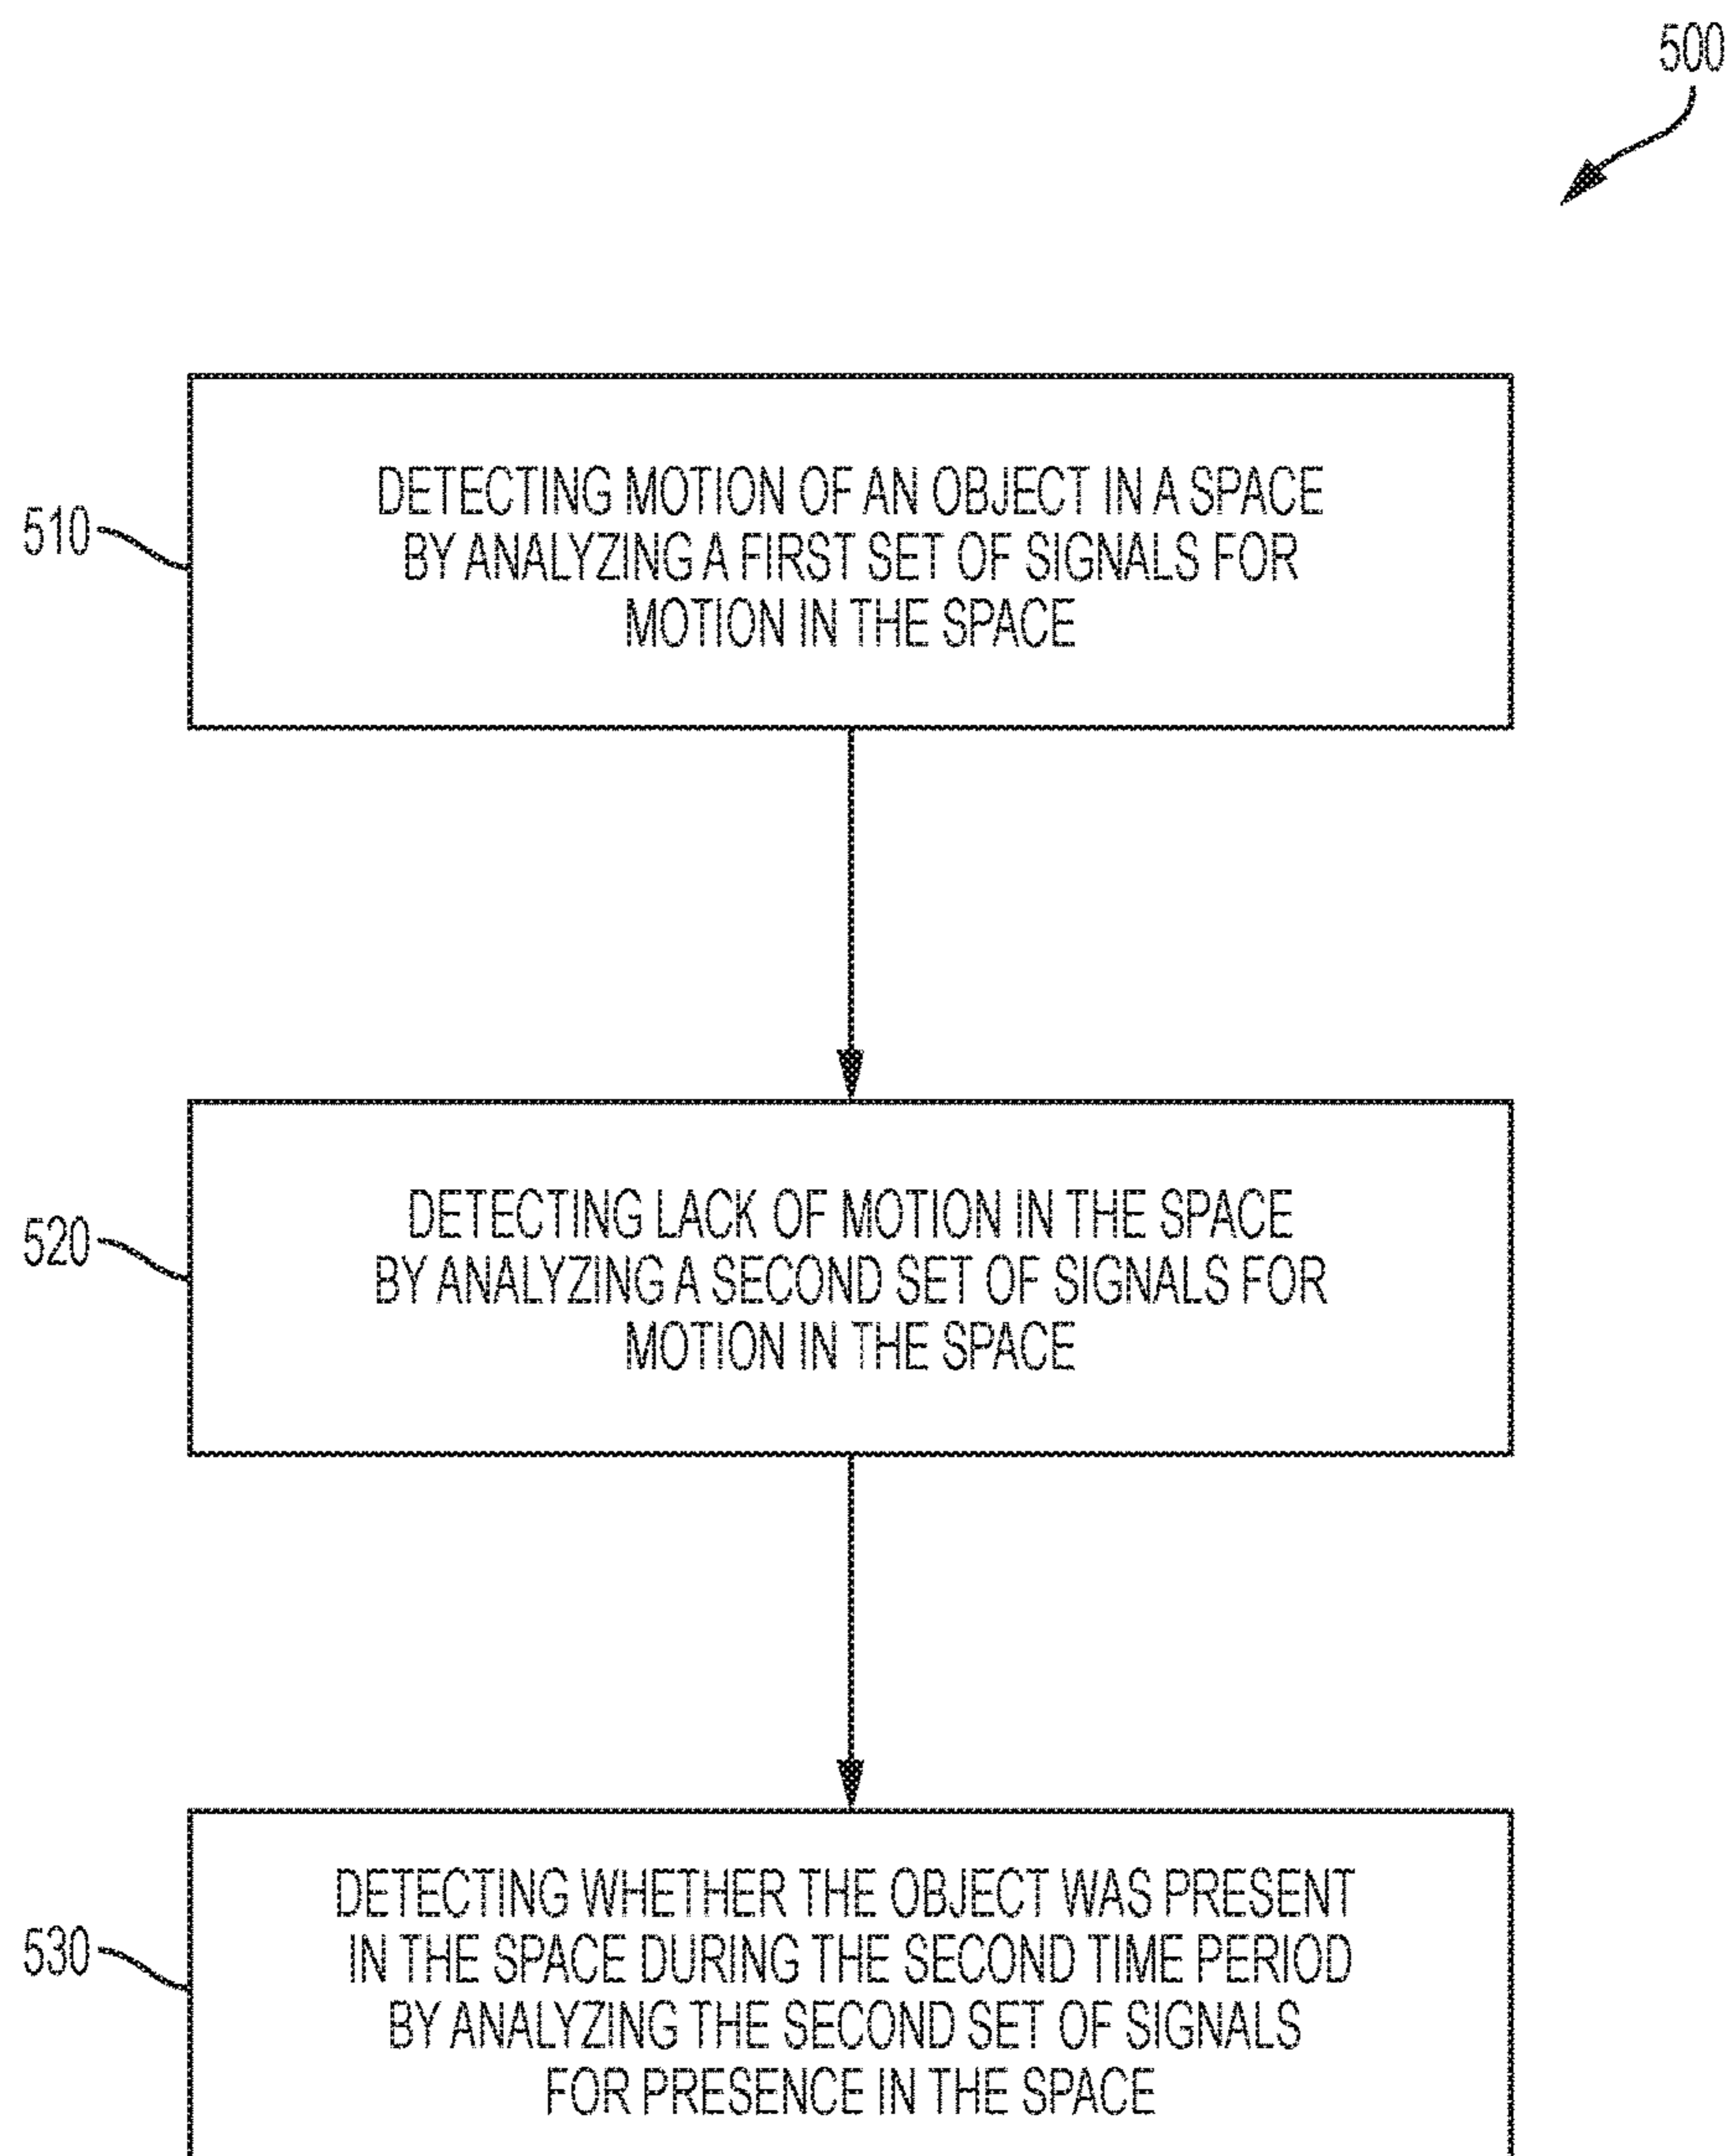 500
510
DETECTING MOTION OF AN OBJECT IN A SPACE
BY ANALYZING A FIRST SET OF SIGNALS FOR
MOTION IN THE SPACE
520
DETECTING LACK OF MOTION IN THE SPACE
BY ANALYZING A SECOND SET OF SIGNALS FOR
MOTION IN THE SPACE
530
DETECTING WHETHER THE OBJECT WAS PRESENT
IN THE SPACE DURING THE SECOND TIME PERIOD
BY ANALYZING THE SECOND SET OF SIGNALS
FOR PRESENCE IN THE SPACE